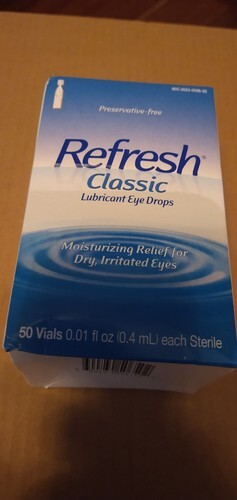 Preservative-free
Refresh®
Classic
Lubricant Eye Drops
Moisturizing Relief for
Dry, Irritated Eyes
50 Vials 0.01 fl oz (0.4 mL) each Sterile